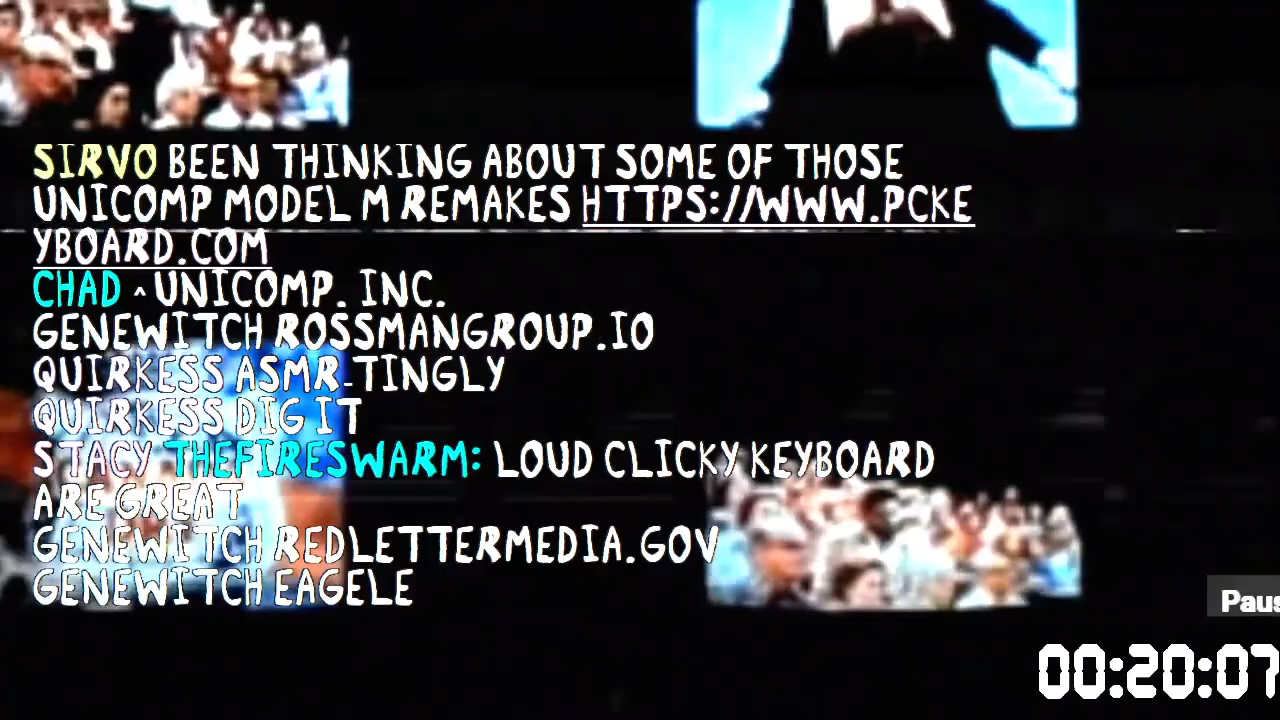 SIRVO BEEN THINKING ABOUT SOME OF THOSE
UNICOMP MODEL M REMAKES HTTPS://WWW.PCKE
YBOARD.COM
CHAD ^UNICOMP, INC.
GENEWITCH ROSSMANGROUP.IO
QUIRKESS ASMR-TINGLY
QUIRKESS DIG IT
STACY THEFIRESWARM: LOUD CLICKY KEYBOARD
ARE GREAT
GENEWITCH REDLETTERMEDIA.GOV
GENEWITCH EAGELE
Paus
00:20:07